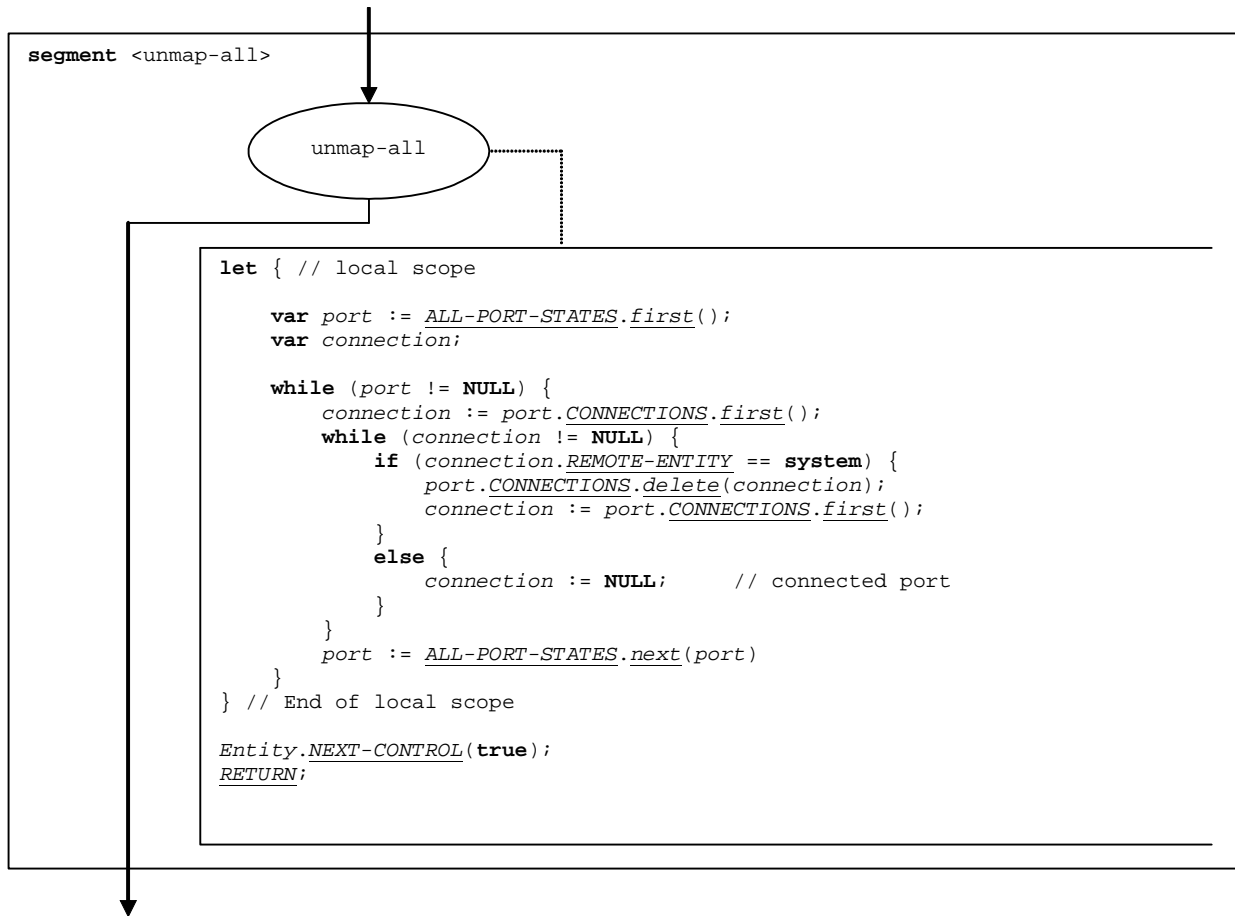 segment <unmap-all>
unmap-all
let { // local scope
var port := ALL-PORT-STATES.first();
var connection;
while (port != NULL) {
connection := port.CONNECTIONS.first();
while (connection != NULL) {
if (connection.REMOTE-ENTITY == system) {
port.CONNECTIONS.delete(connection);
connection := port.CONNECTIONS.first();
}
else {
connection := NULL; // connected port
}
}
port := ALL-PORT-STATES.next(port)
}
} // End of local scope
Entity.NEXT-CONTROL(true);
RETURN;